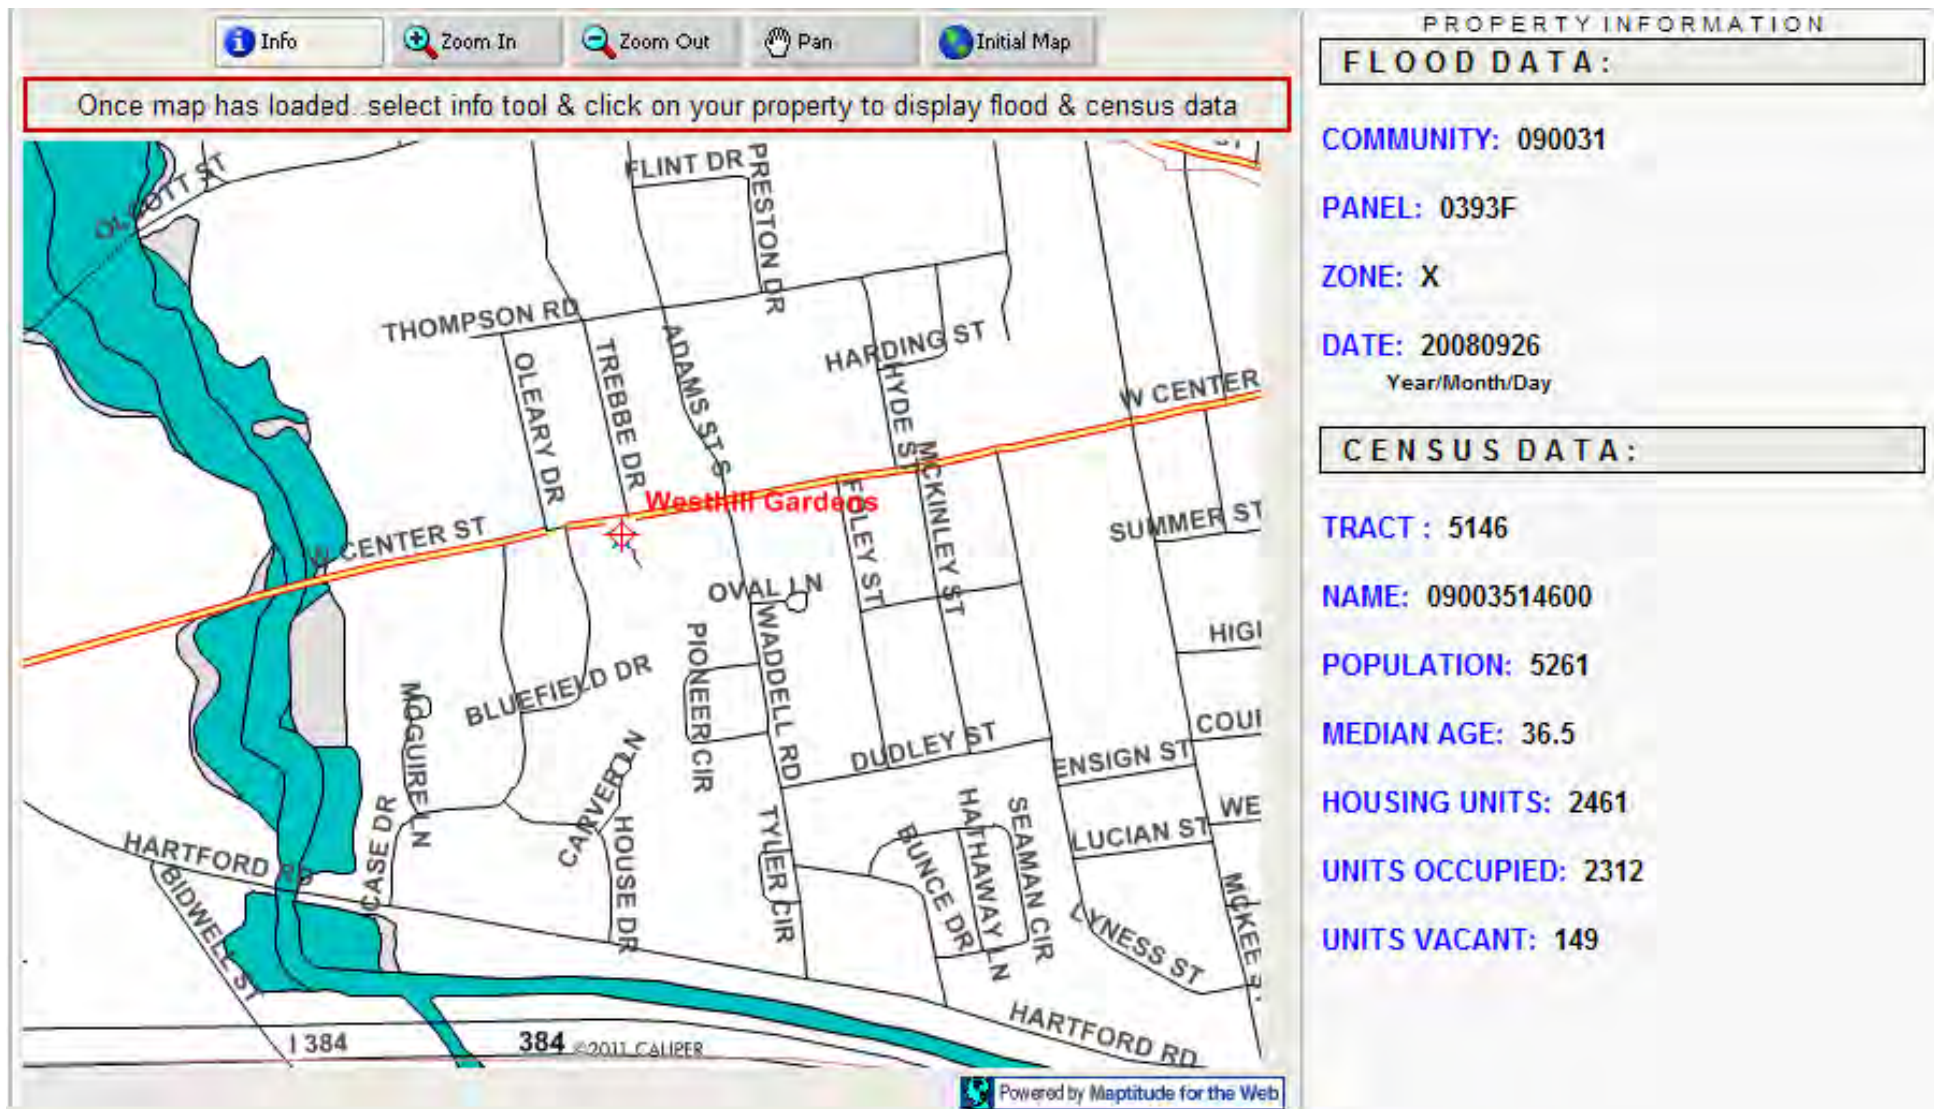 Info
Zoom In
Zoom Out
Pan
Initial Map
Once map has loaded..select info tool & click on your property to display flood & census data
OLCOTT ST
FLINT DR
PRESTON DR
THOMPSON RD
OLEARY DR
TREBBE DR
ADAMS ST S
HARDING ST
HYDE ST
W CENTER
MCKINLEY ST
Westhill Gardens
FOLEY ST
W CENTER ST
SUMMER ST
OVAL LN
WADDELL RD
PIONEER CIR
HIGI
BLUEFIELD DR
MCGUIRE LN
COUI
DUDLEY ST
ENSIGN ST
CARVER LN
HOUSE DR
CASE DR
HARTFORD RD
BIDWELL ST
TYLER CIR
BUNCE DR
HATHAWAY LN
SEAMAN CIR
LUCIAN ST
WE
LYNESS ST
MCKEE S
HARTFORD RD
I 384
384
©2011 CALIPER
Powered by Maptitude for the Web
PROPERTY INFORMATION
FLOOD DATA:
COMMUNITY: 090031
PANEL: 0393F
ZONE: X
DATE: 20080926
Year/Month/Day
CENSUS DATA:
TRACT : 5146
NAME: 09003514600
POPULATION: 5261
MEDIAN AGE: 36.5
HOUSING UNITS: 2461
UNITS OCCUPIED: 2312
UNITS VACANT: 149